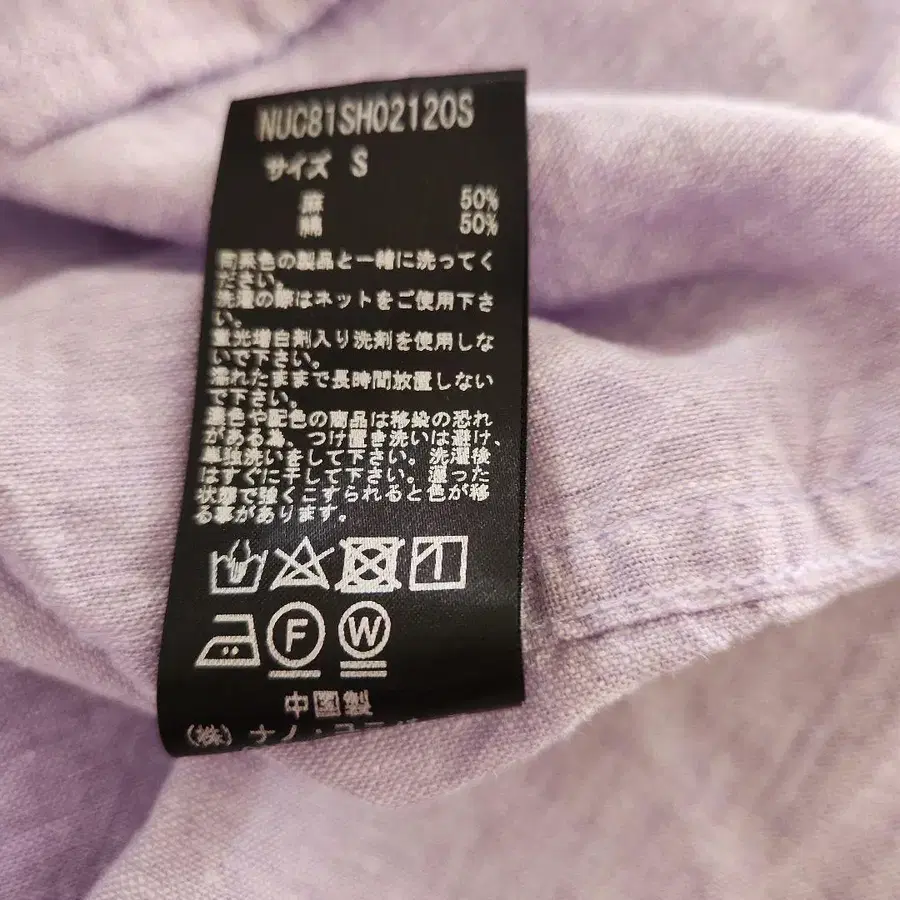 NUC81SH02120S
サイズ S
麻 50%
綿 50%
同系色の製品と一緒に洗ってく
ださい。
洗濯の際はネットをご使用下さ
い。
蛍光増白剤入り洗剤を使用しな
いで下さい。
濡れたままで長時間放置しない
で下さい。
濃色や配色の商品は移染の恐れ
がある為、つけ置き洗いは避け、
単独洗いをして下さい。洗濯後
はすぐに干して下さい。湿った
状態で強くこすられると色が移
る事があります。
F W
中国製
(株)ナノ・